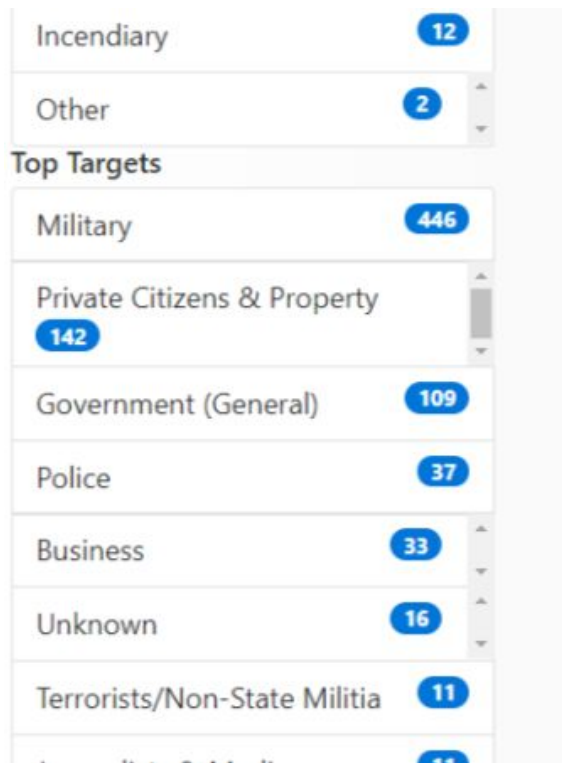 Incendiary 12
Other 2
Top Targets
Military 446
Private Citizens & Property
142
Government (General) 109
Police 37
Business 33
Unknown 16
Terrorists/Non-State Militia 11